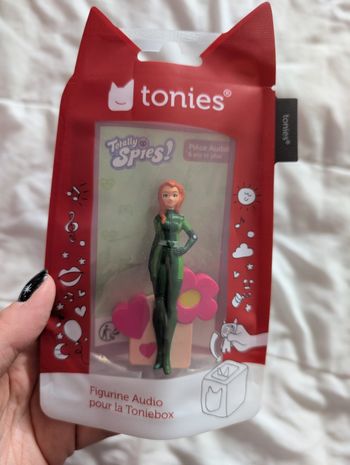 tonies®
tonies®
Totally
Spies!
Pièce Audio
Figurine Audio
pour la Toniebox